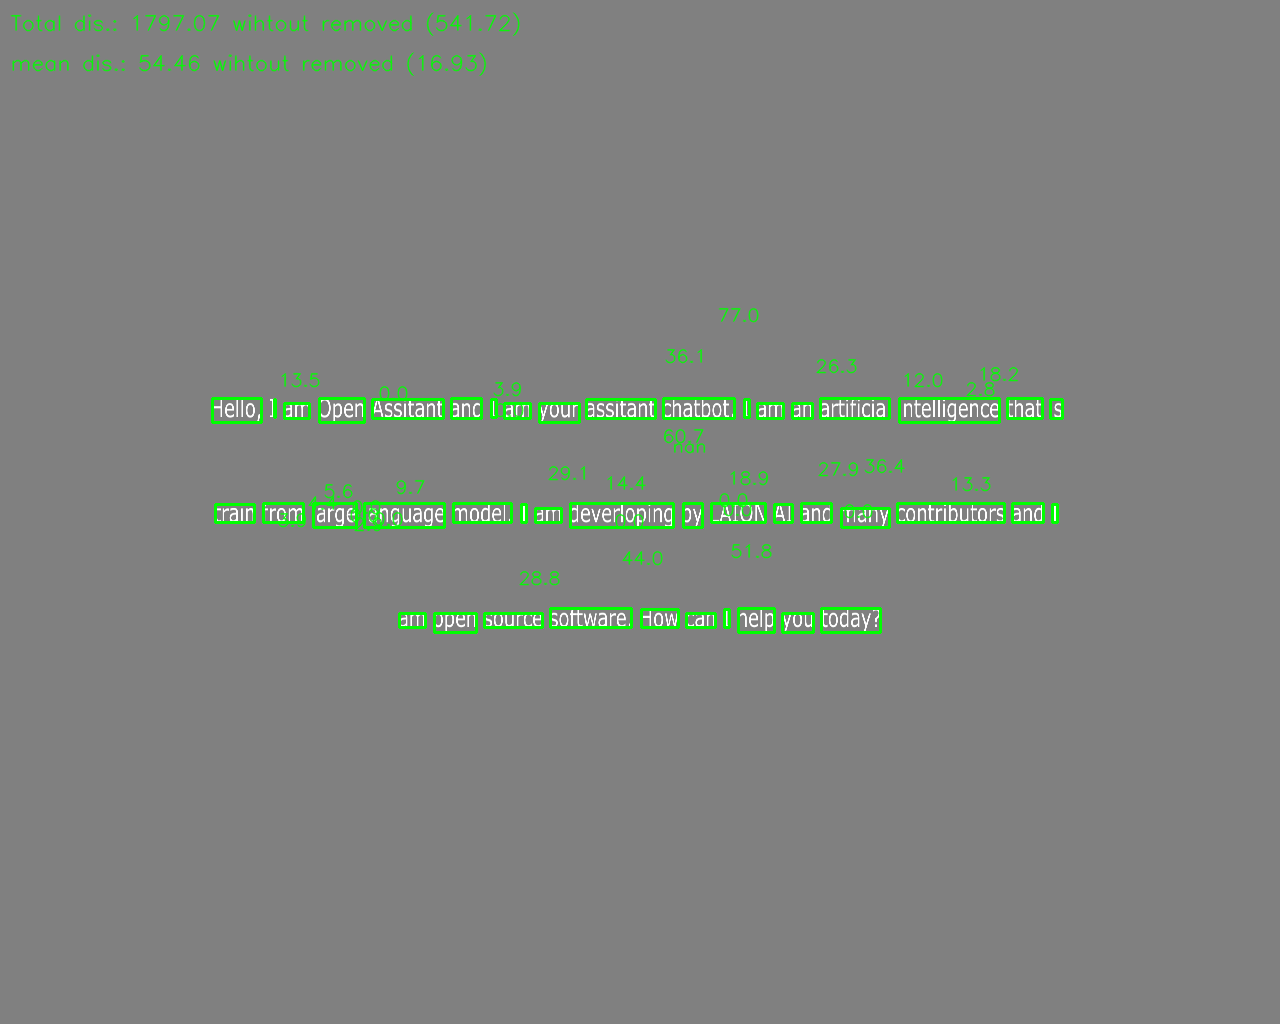 Total dis.: 1797.07 wihtout removed (541.72)
mean dis.: 54.46 wihtout removed (16.93)
77.0
36.1
26.3
13.5 0.0 3.9 12.0 2.8 18.2
Hello, I am Open Assitant and I am your assitant chatbot. I am an artificial intelligence that is
60.7
nan
29.1 18.9 27.9 36.4
5.6 9.7 14.4 0.0 13.3
train from large language model. I am deverloping by LAION AI and many contributors and I
44.0 51.8
28.8
am open source software. How can I help you today?